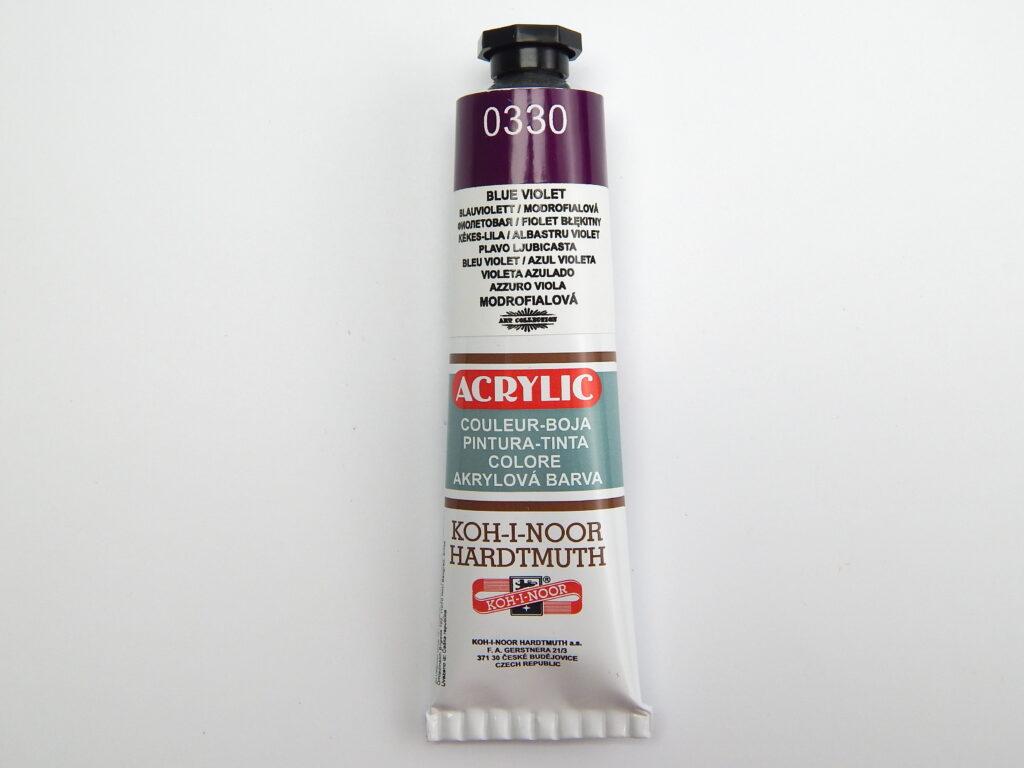 0330
BLUE VIOLET
BLAUVIOLETT / MODROFIALOVÁ
ФИОЛЕТОВАЯ / FIOLET BŁĘKITNY
KÉKES-LILA / ALBASTRU VIOLET
PLAVO LJUBICASTA
BLEU VIOLET / AZUL VIOLETA
VIOLETA AZULADO
AZZURO VIOLA
MODROFIALOVÁ
ART COLLECTION
ACRYLIC
COULEUR-BOJA
PINTURA-TINTA
COLORE
AKRYLOVÁ BARVA
KOH-I-NOOR
HARDTMUTH
®
KOH-I-NOOR
KOH-I-NOOR HARDTMUTH a.s.
F. A. GERSTNERA 21/3
371 30 ČESKÉ BUDĚJOVICE
CZECH REPUBLIC